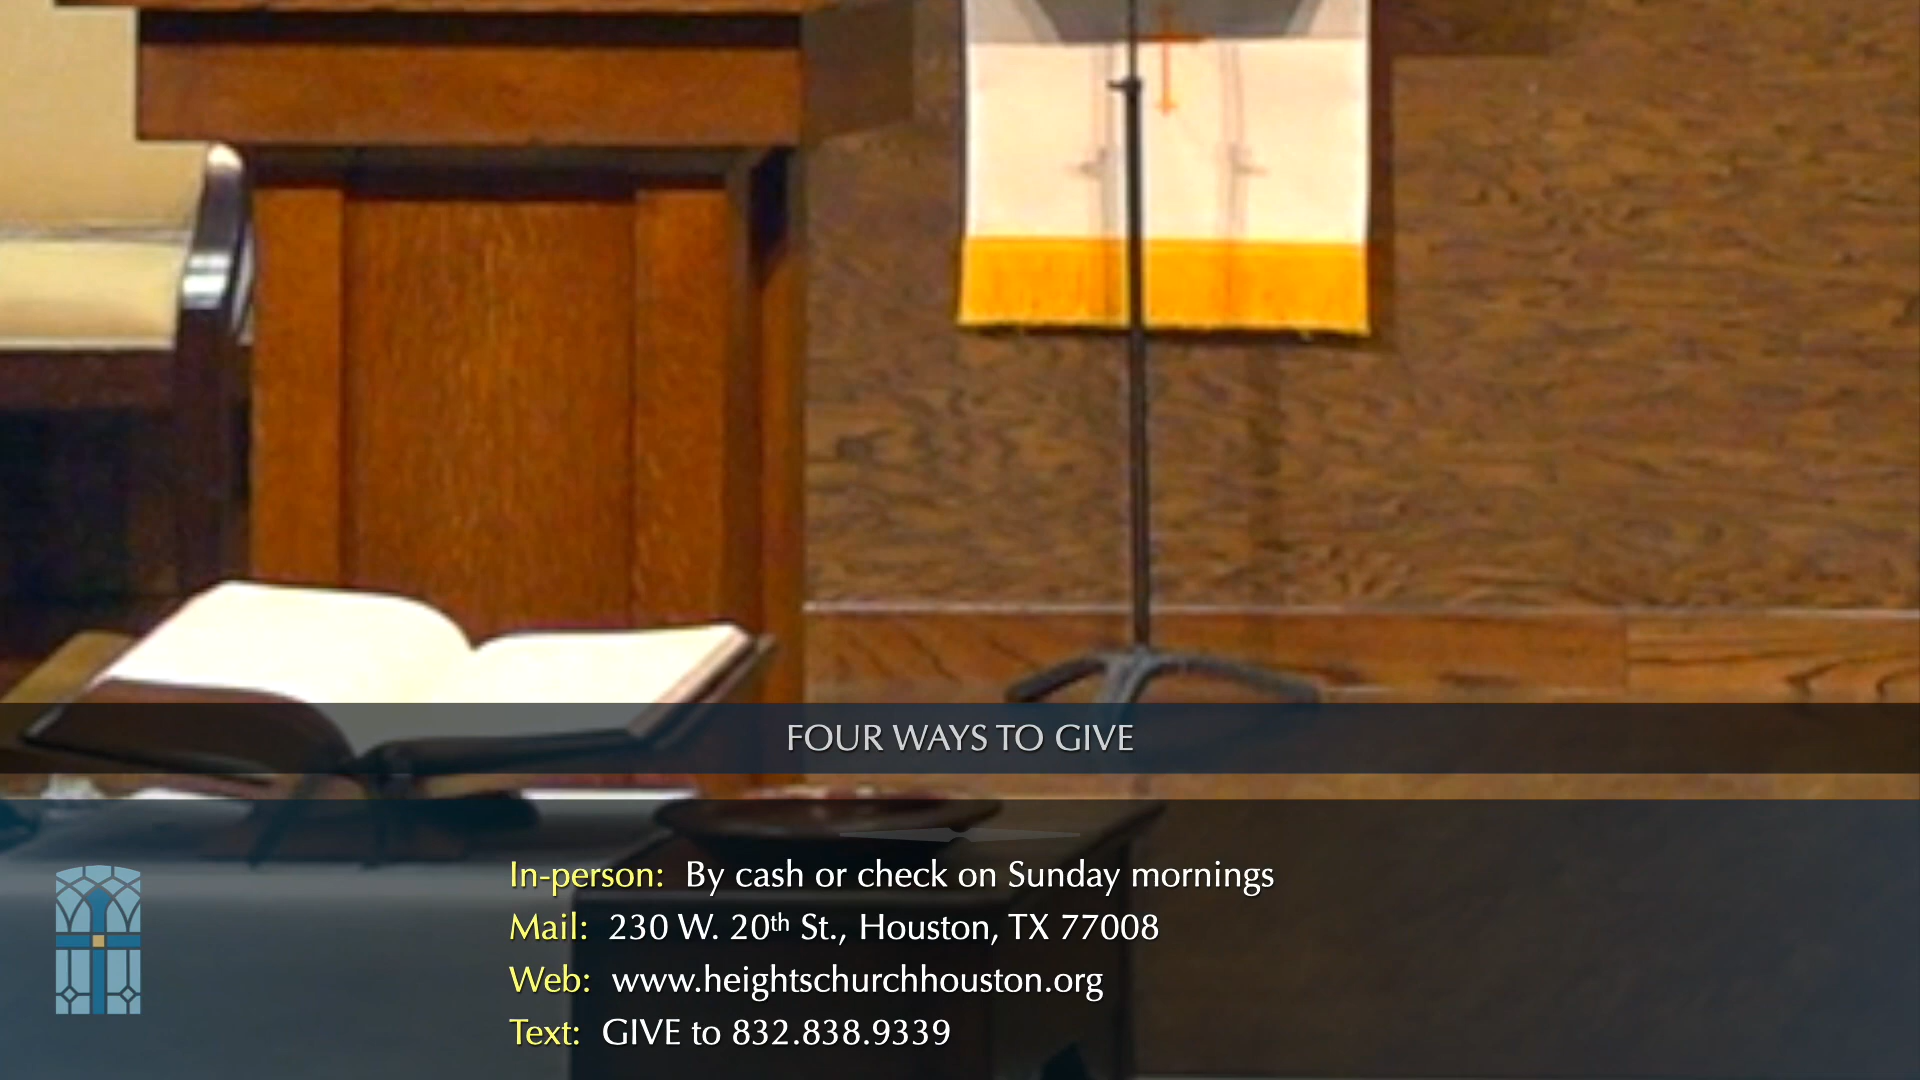 FOUR WAYS TO GIVE
In-person: By cash or check on Sunday mornings
Mail: 230 W. 20th St., Houston, TX 77008
Web: www.heightschurchhouston.org
Text: GIVE to 832.838.9339